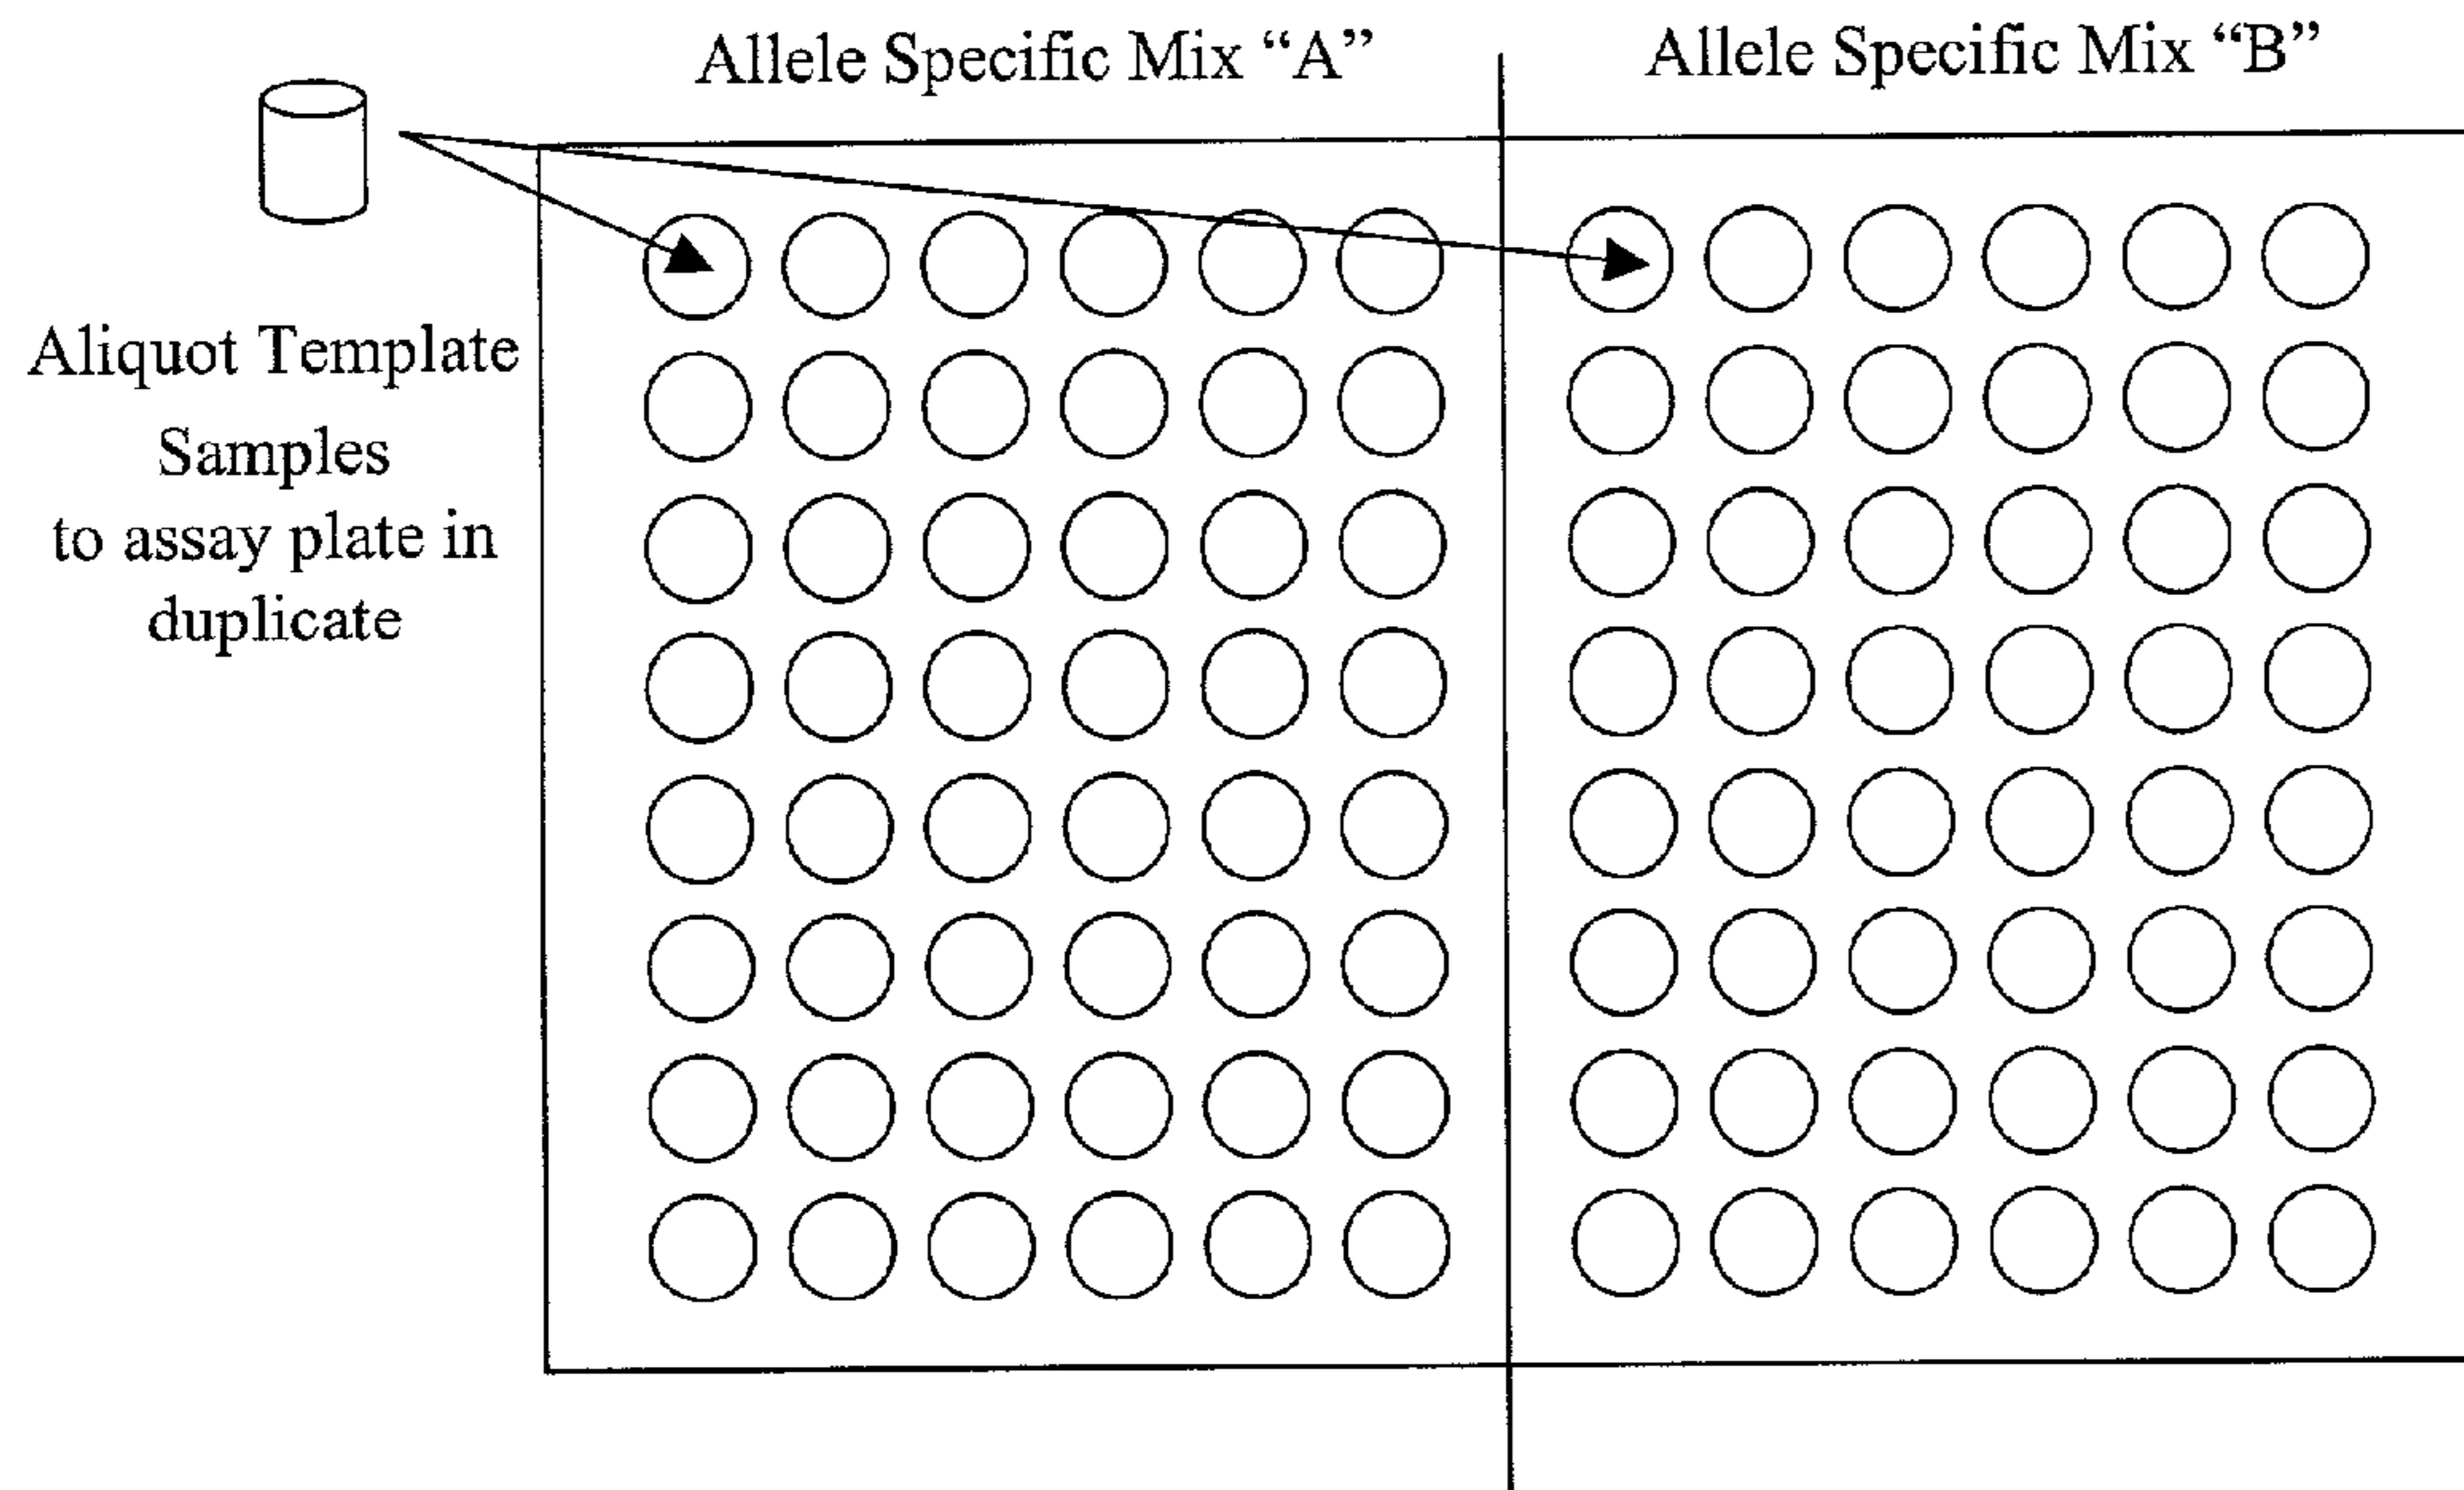 Allele Specific Mix “A”
Allele Specific Mix “B”
Aliquot Template
Samples
to assay plate in
duplicate